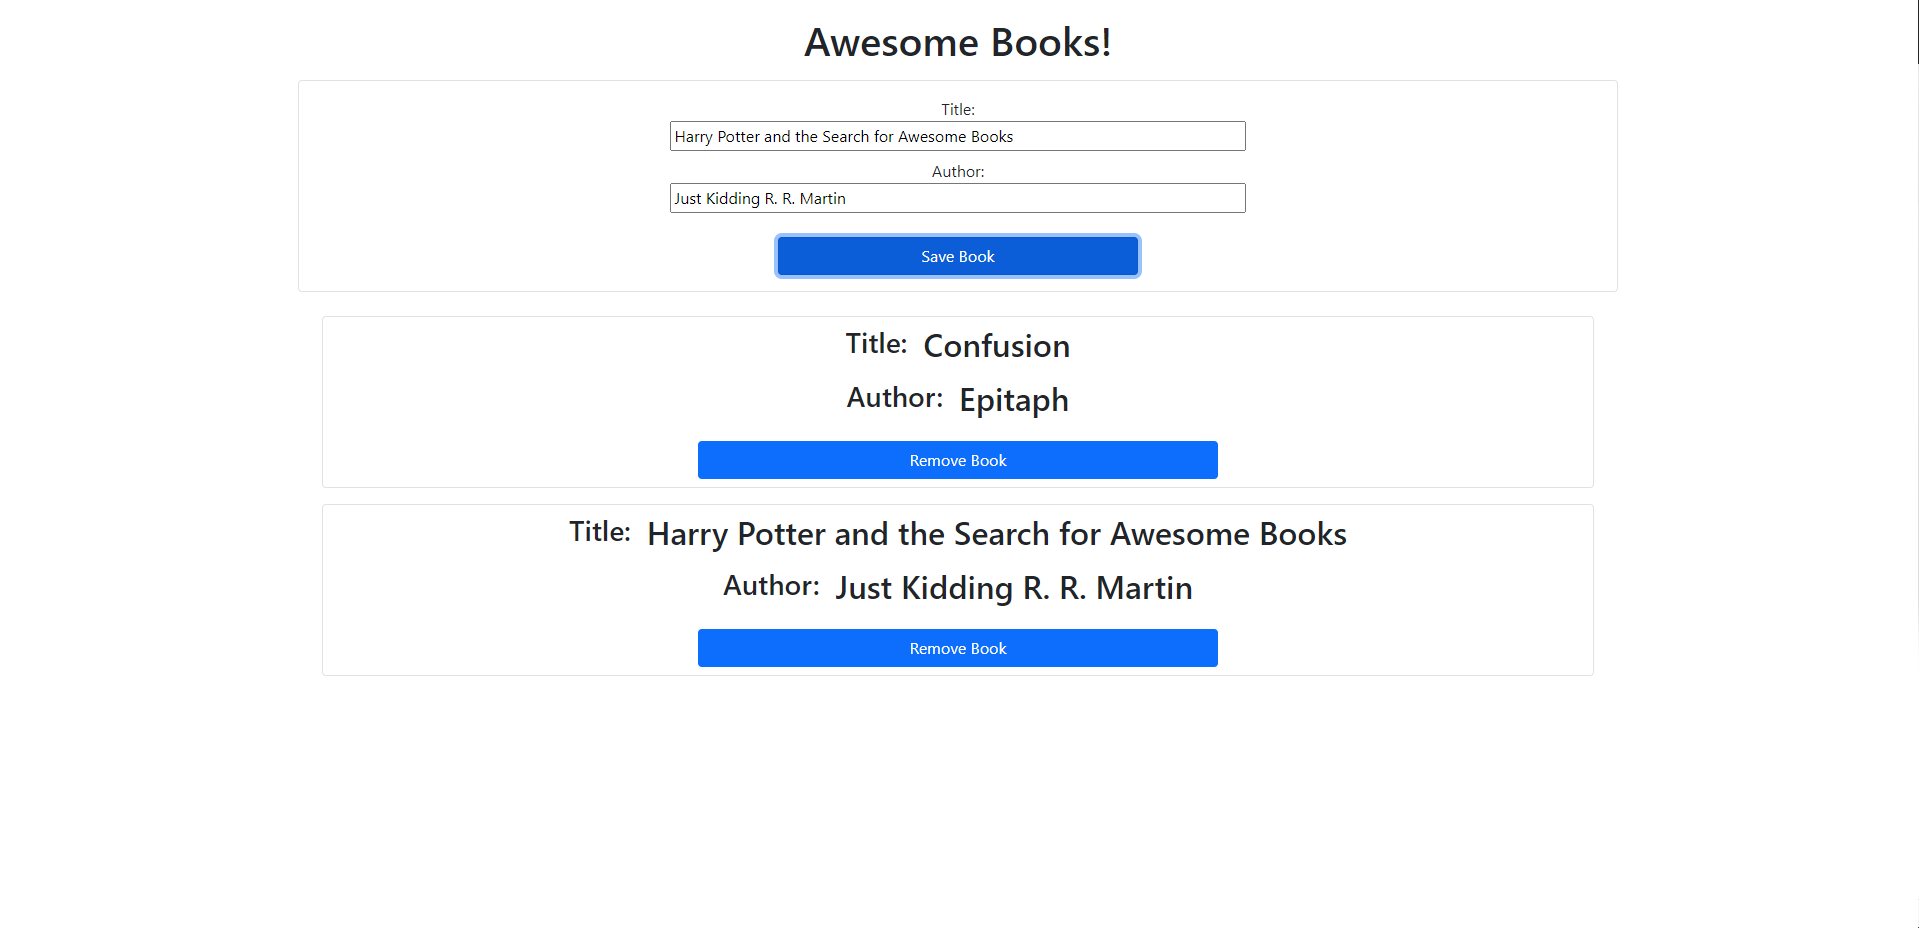 Awesome Books!
Title:
Harry Potter and the Search for Awesome Books
Author:
Just Kidding R. R. Martin
Save Book
Title: Confusion
Author: Epitaph
Remove Book
Title: Harry Potter and the Search for Awesome Books
Author: Just Kidding R. R. Martin
Remove Book